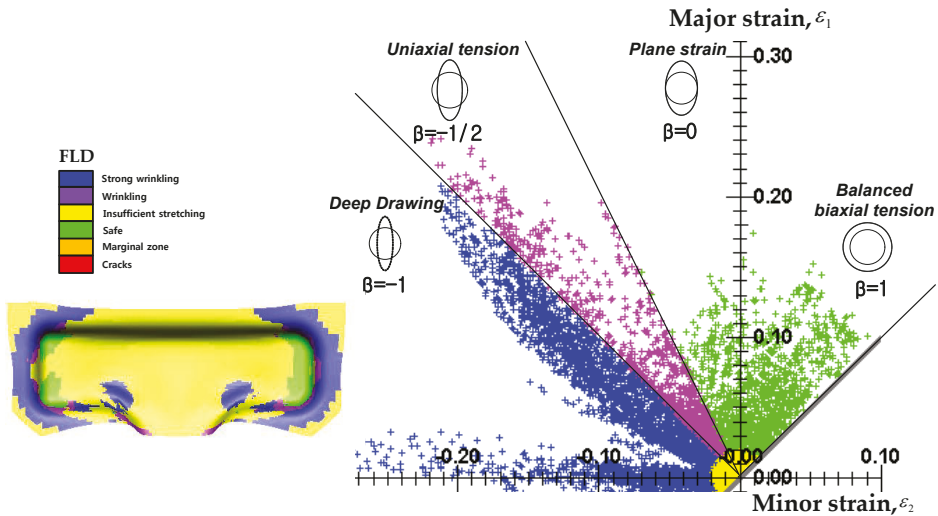 Major strain, ε₁
Uniaxial tension
Plane strain
0.30
β=-1/2
β=0
FLD
Strong wrinkling
Wrinkling
Insufficient stretching
Safe
Marginal zone
Cracks
Deep Drawing
β=-1
0.20
Balanced
biaxial tension
β=1
0.10
-0.20
-0.10
-0.00
0.00
0.10
Minor strain, ε₂